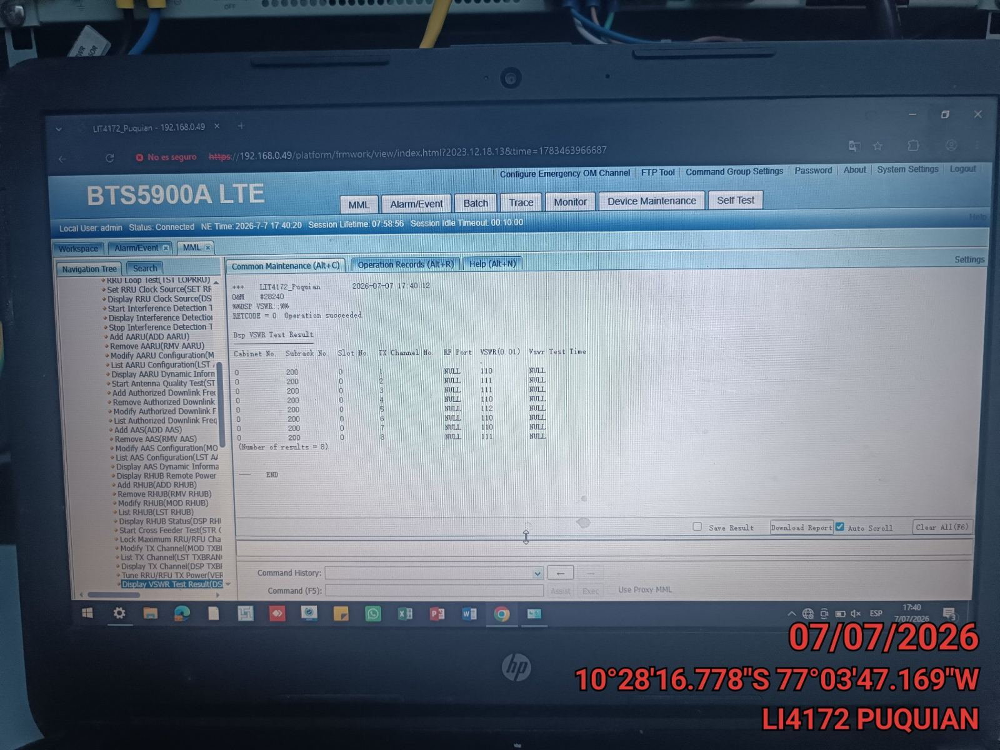 OFF
LIT4172_Puquian - 192.168.0.49
No es seguro https://192.168.0.49/platform/frmwork/view/index.html?2023.12.18.13&time=1783463966687
Configure Emergency OM Channel FTP Tool Command Group Settings Password About System Settings Logout
BTS5900A LTE
MML Alarm/Event Batch Trace Monitor Device Maintenance Self Test
Help
Local User: admin Status: Connected NE Time: 2026-7-7 17:40:20 Session Lifetime: 07:58:56 Session Idle Timeout: 00:10:00
Workspace Alarm/Event MML
Navigation Tree Search
RRU Loop Test(TST LOPRRU)
Set RRU Clock Source(SET RF
Display RRU Clock Source(DS
Start Interference Detection T
Display Interference Detection
Stop Interference Detection T
Add AARU(ADD AARU)
Remove AARU(RMV AARU)
Modify AARU Configuration(M
List AARU Configuration(LST
Display AARU Dynamic Inform
Start Antenna Quality Test(ST
Add Authorized Downlink Frec
Remove Authorized Downlink
Modify Authorized Downlink F
List Authorized Downlink Freq
Add AAS(ADD AAS)
Remove AAS(RMV AAS)
Modify AAS Configuration(MO
List AAS Configuration(LST AA
Display AAS Dynamic Informa
Display RHUB Remote Power
Add RHUB(ADD RHUB)
Remove RHUB(RMV RHUB)
Modify RHUB(MOD RHUB)
List RHUB(LST RHUB)
Display RHUB Status(DSP RHI
Start Cross Feeder Test(STR C
Lock Maximum RRU/RFU Cha
Modify TX Channel(MOD TXBI
List TX Channel(LST TXBRANI
Display TX Channel(DSP TXBF
Tune RRU/RFU TX Power(VER
Display VSWR Test Result(DS
Common Maintenance (Alt+C) Operation Records (Alt+R) Help (Alt+N) Settings
+++ LIT4172_Puquian 2026-07-07 17:40:12
O&M #28240
%%DSP VSWR:;%%
RETCODE = 0 Operation succeeded.
Dsp VSWR Test Result
Cabinet No. Subrack No. Slot No. TX Channel No. RF Port VSWR(0.01) Vswr Test Time
0 200 0 1 NULL 110 NULL
0 200 0 2 NULL 111 NULL
0 200 0 3 NULL 111 NULL
0 200 0 4 NULL 110 NULL
0 200 0 5 NULL 112 NULL
0 200 0 6 NULL 110 NULL
0 200 0 7 NULL 110 NULL
0 200 0 8 NULL 111 NULL
(Number of results = 8)
--- END
Save Result Download Report Auto Scroll Clear All(F6)
Command History:
Command (F5): Assist Exec Use Proxy MML
ESP
17:40
7/07/2026
3
hp
07/07/2026
10°28'16.778"S 77°03'47.169"W
LI4172 PUQUIAN